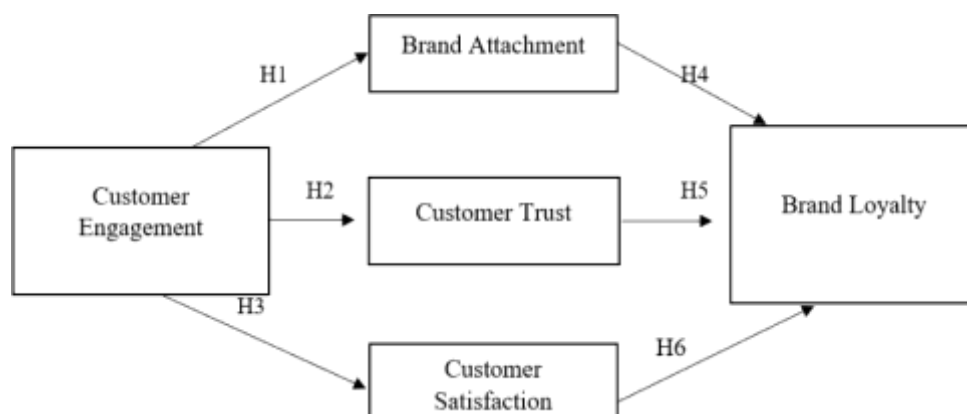 Brand Attachment
H1
H4
Customer
Engagement
H2
Customer Trust
H5
Brand Loyalty
H3
Customer
Satisfaction
H6